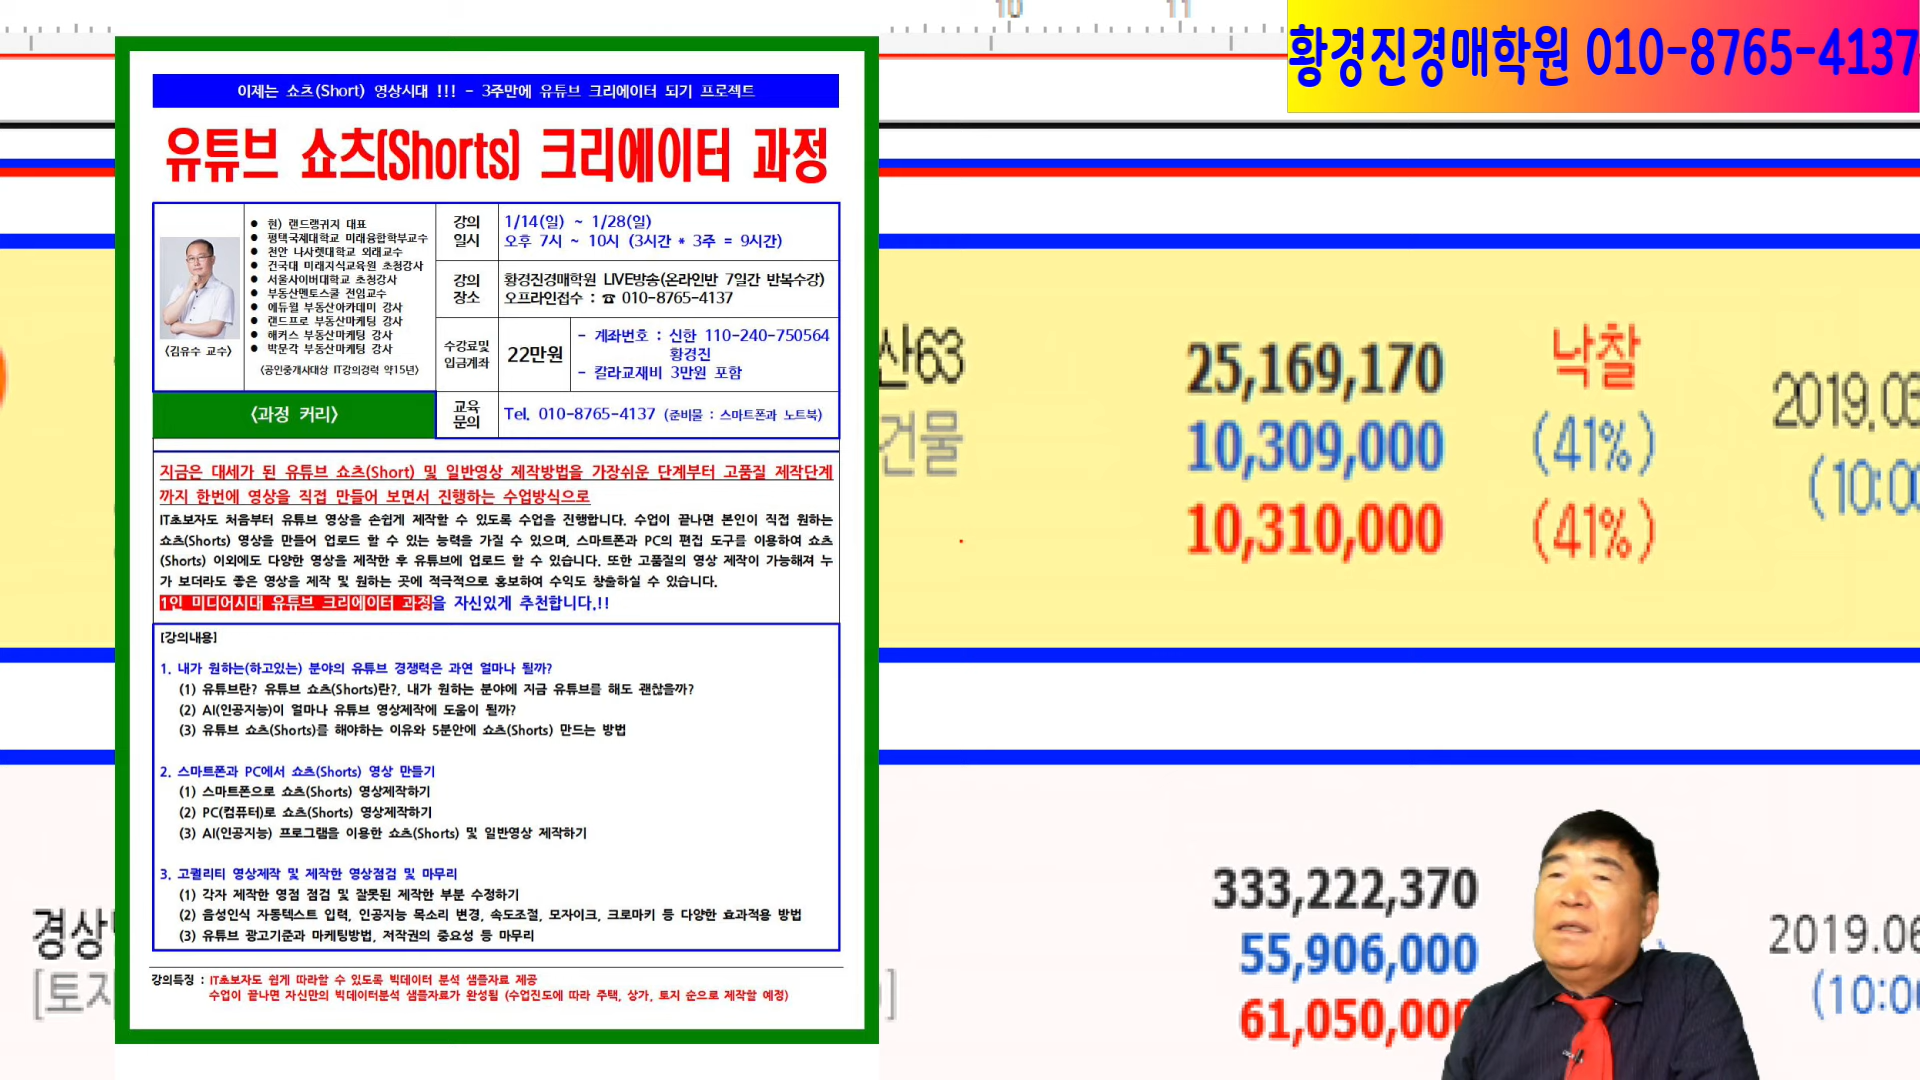 10 11
황경진경매학원 010-8765-4137
이제는 쇼츠(Short) 영상시대 !!! - 3주만에 유튜브 크리에이터 되기 프로젝트
유튜브 쇼츠(Shorts) 크리에이터 과정
● 현) 랜드랭귀지 대표
● 평택국제대학교 미래융합학부교수
● 천안 나사렛대학교 외래교수
● 건국대 미래지식교육원 초청강사
● 서울사이버대학교 초청강사
● 부동산멘토스쿨 전임교수
● 에듀윌 부동산아카데미 강사
● 랜드프로 부동산마케팅 강사
● 해커스 부동산마케팅 강사
● 박문각 부동산마케팅 강사
<공인중개사대상 IT강의경력 약15년>
<김유수 교수>
강의
일시
1/14(일) ~ 1/28(일)
오후 7시 ~ 10시 (3시간 * 3주 = 9시간)
강의
장소
황경진경매학원 LIVE방송(온라인반 7일간 반복수강)
오프라인접수 : ☎ 010-8765-4137
수강료및
입금계좌
22만원
- 계좌번호 : 신한 110-240-750564
황경진
- 칼라교재비 3만원 포함
<과정 커리>
교육
문의
Tel. 010-8765-4137 (준비물 : 스마트폰과 노트북)
지금은 대세가 된 유튜브 쇼츠(Short) 및 일반영상 제작방법을 가장쉬운 단계부터 고품질 제작단계
까지 한번에 영상을 직접 만들어 보면서 진행하는 수업방식으로
IT초보자도 처음부터 유튜브 영상을 손쉽게 제작할 수 있도록 수업을 진행합니다. 수업이 끝나면 본인이 직접 원하는
쇼츠(Shorts) 영상을 만들어 업로드 할 수 있는 능력을 가질 수 있으며, 스마트폰과 PC의 편집 도구를 이용하여 쇼츠
(Shorts) 이외에도 다양한 영상을 제작한 후 유튜브에 업로드 할 수 있습니다. 또한 고품질의 영상 제작이 가능해져 누
가 보더라도 좋은 영상을 제작 및 원하는 곳에 적극적으로 홍보하여 수익도 창출하실 수 있습니다.
1인 미디어시대 유튜브 크리에이터 과정을 자신있게 추천합니다.!!
[강의내용]
1. 내가 원하는(하고있는) 분야의 유튜브 경쟁력은 과연 얼마나 될까?
(1) 유튜브란? 유튜브 쇼츠(Shorts)란?, 내가 원하는 분야에 지금 유튜브를 해도 괜찮을까?
(2) AI(인공지능)이 얼마나 유튜브 영상제작에 도움이 될까?
(3) 유튜브 쇼츠(Shorts)를 해야하는 이유와 5분안에 쇼츠(Shorts) 만드는 방법
2. 스마트폰과 PC에서 쇼츠(Shorts) 영상 만들기
(1) 스마트폰으로 쇼츠(Shorts) 영상제작하기
(2) PC(컴퓨터)로 쇼츠(Shorts) 영상제작하기
(3) AI(인공지능) 프로그램을 이용한 쇼츠(Shorts) 및 일반영상 제작하기
3. 고퀄리티 영상제작 및 제작한 영상점검 및 마무리
(1) 각자 제작한 영점 점검 및 잘못된 제작한 부분 수정하기
(2) 음성인식 자동텍스트 입력, 인공지능 목소리 변경, 속도조절, 모자이크, 크로마키 등 다양한 효과적용 방법
(3) 유튜브 광고기준과 마케팅방법, 저작권의 중요성 등 마무리
강의특징 : IT초보자도 쉽게 따라할 수 있도록 빅데이터 분석 샘플자료 제공
수업이 끝나면 자신만의 빅데이터분석 샘플자료가 완성됨 (수업진도에 따라 주택, 상가, 토지 순으로 제작할 예정)
산63
건물
25,169,170
10,309,000
10,310,000
낙찰
(41%)
(41%)
2019.03
(10:00
경상
[토지
]
333,222,370
55,906,000
61,050,000
2019.06
(10:00